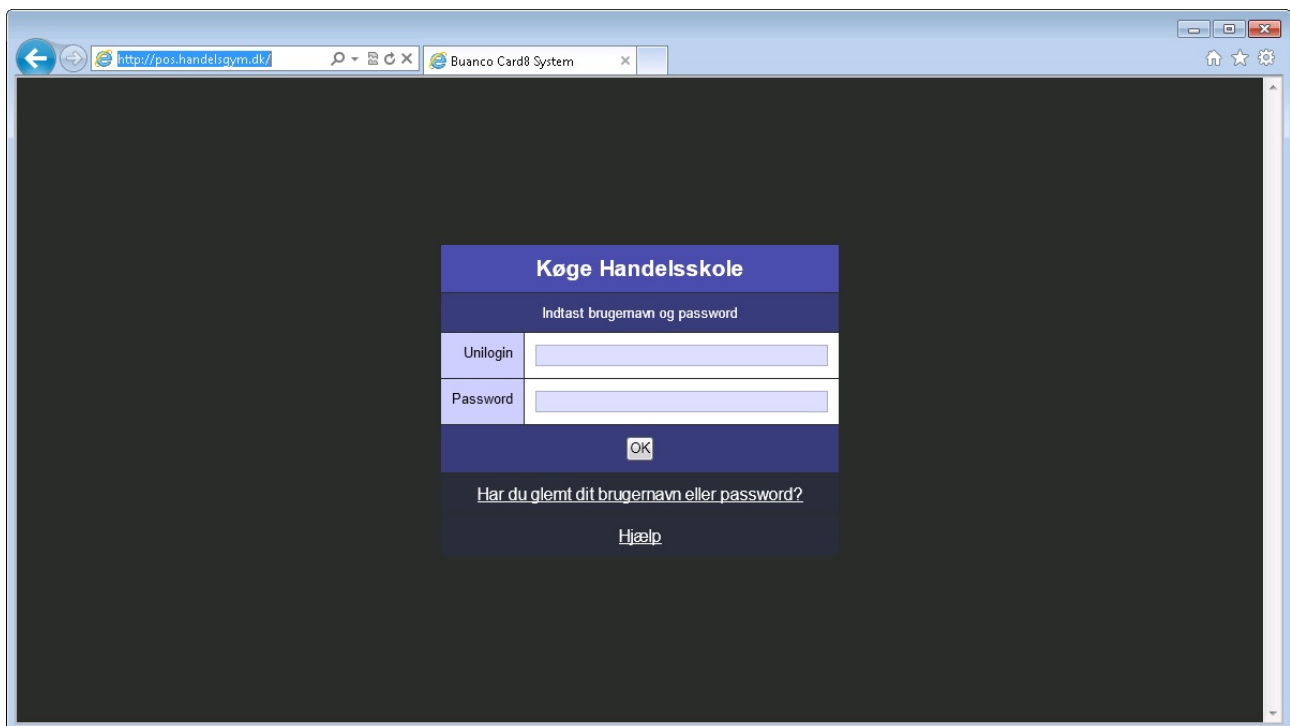 http://pos.handelsgym.dk/
Buanco Card8 System
Køge Handelsskole
Indtast brugernavn og password
Unilogin
Password
OK
Har du glemt dit brugernavn eller password?
Hjælp